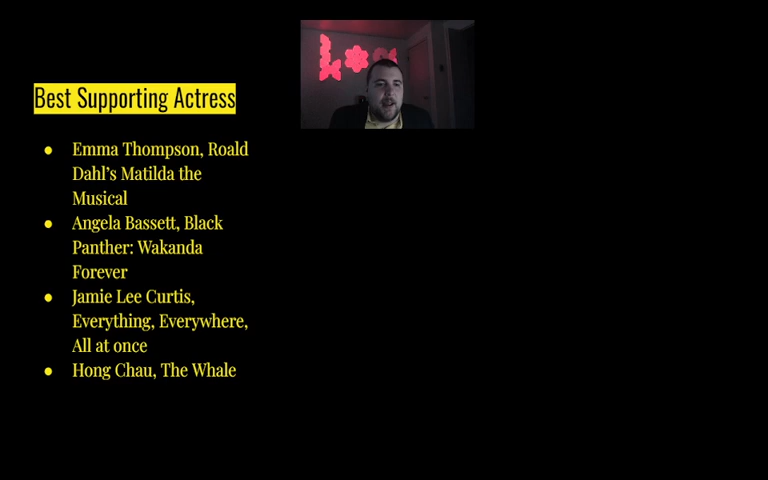 Best Supporting Actress
Emma Thompson, Roald
Dahl's Matilda the
Musical
Angela Bassett, Black
Panther: Wakanda
Forever
Jamie Lee Curtis,
Everything, Everywhere,
All at once
Hong Chau, The Whale